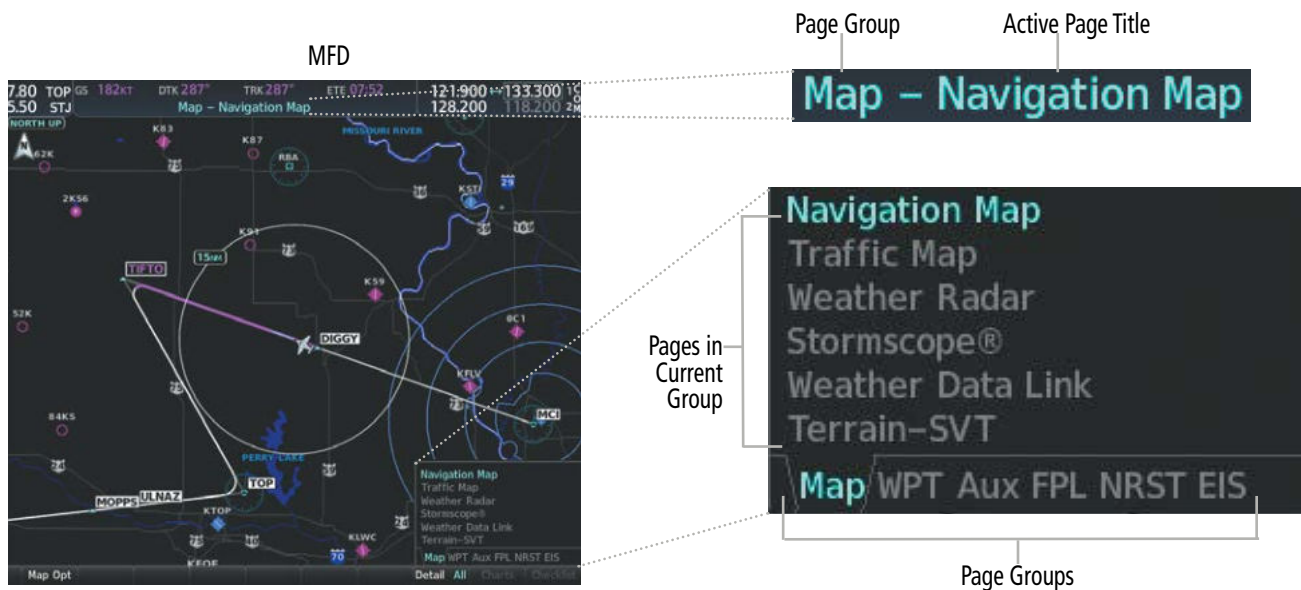 Page Group
Active Page Title
MFD
Map – Navigation Map
7.80 TOP GS 182KT DTK 287° TRK 287° ETE 07:52 121.900 133.300 1
5.50 STJ Map – Navigation Map 128.200 118.200 2
NORTH UP
N
K83
K87
MISSOURI RIVER
62K
RBA
29
2KS6
K91
15NM
TIFTO
K59
52K
0C1
DIGGY
KFLV
MCI
84KS
PERRY LAKE
TOP
MOPPS
ULNAZ
KTOP
24
KLWC
70
Navigation Map
Traffic Map
Weather Radar
Stormscope®
Weather Data Link
Terrain–SVT
Map WPT Aux FPL NRST EIS
Map Opt
Detail All Charts Checklist
Navigation Map
Traffic Map
Weather Radar
Stormscope®
Weather Data Link
Terrain–SVT
Map WPT Aux FPL NRST EIS
Pages in
Current
Group
Page Groups